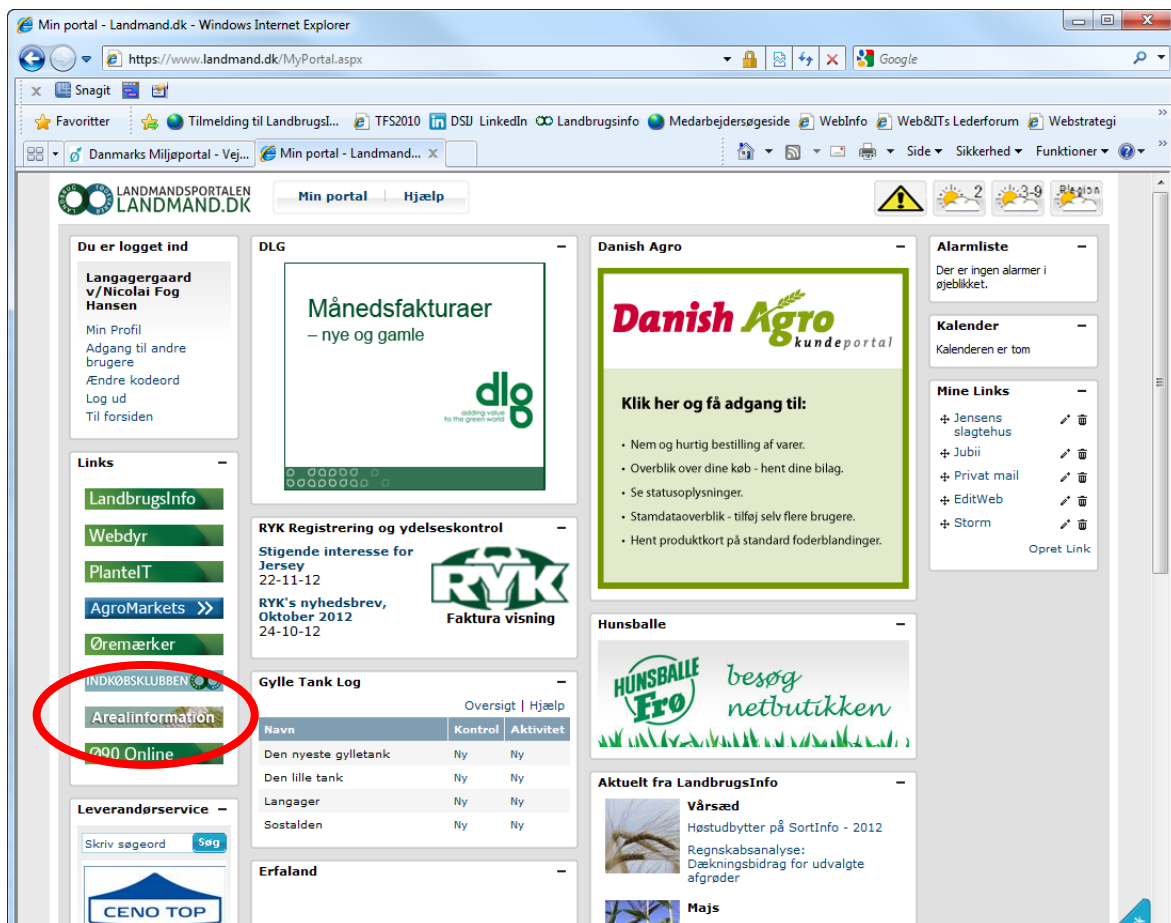 Min portal - Landmand.dk - Windows Internet Explorer
https://www.landmand.dk/MyPortal.aspx
Google
x Snagit
Favoritter
Tilmelding til LandbrugsI...
TFS2010
DSIJ LinkedIn
Landbrugsinfo
Medarbejdersøgeside
WebInfo
Web&ITs Lederforum
Webstrategi
Danmarks Miljøportal - Vej...
Min portal - Landmand...
Side
Sikkerhed
Funktioner
LANDMANDSPORTALEN
LANDMAND.DK
Min portal
Hjælp
2
3-9
Region
Du er logget ind
Langagergaard
v/Nicolai Fog
Hansen
Min Profil
Adgang til andre
brugere
Ændre kodeord
Log ud
Til forsiden
Links
LandbrugsInfo
Webdyr
PlanteIT
AgroMarkets
Øremærker
INDKØBSKLUBBEN
Arealinformation
Ø90 Online
Leverandørservice
Skriv søgeord
Søg
CENO TOP
DLG
Månedsfakturaer
– nye og gamle
dlg
adding value
to the green world
RYK Registrering og ydelseskontrol
Stigende interesse for
Jersey
22-11-12
RYK's nyhedsbrev,
Oktober 2012
24-10-12
RYK
Faktura visning
Gylle Tank Log
Oversigt | Hjælp
Navn Kontrol Aktivitet
Den nyeste gylletank Ny Ny
Den lille tank Ny Ny
Langager Ny Ny
Sostalden Ny Ny
Erfaland
Danish Agro
Danish Agro
kundeportal
Klik her og få adgang til:
• Nem og hurtig bestilling af varer.
• Overblik over dine køb - hent dine bilag.
• Se statusoplysninger.
• Stamdataoverblik - tilføj selv flere brugere.
• Hent produktkort på standard foderblandinger.
Hunsballe
HUNSBALLE
Frø
besøg
netbutikken
Aktuelt fra LandbrugsInfo
Vårsæd
Høstudbytter på SortInfo - 2012
Regnskabsanalyse:
Dækningsbidrag for udvalgte
afgrøder
Majs
Alarmliste
Der er ingen alarmer i
øjeblikket.
Kalender
Kalenderen er tom
Mine Links
Jensens
slagtehus
Jubii
Privat mail
EditWeb
Storm
Opret Link